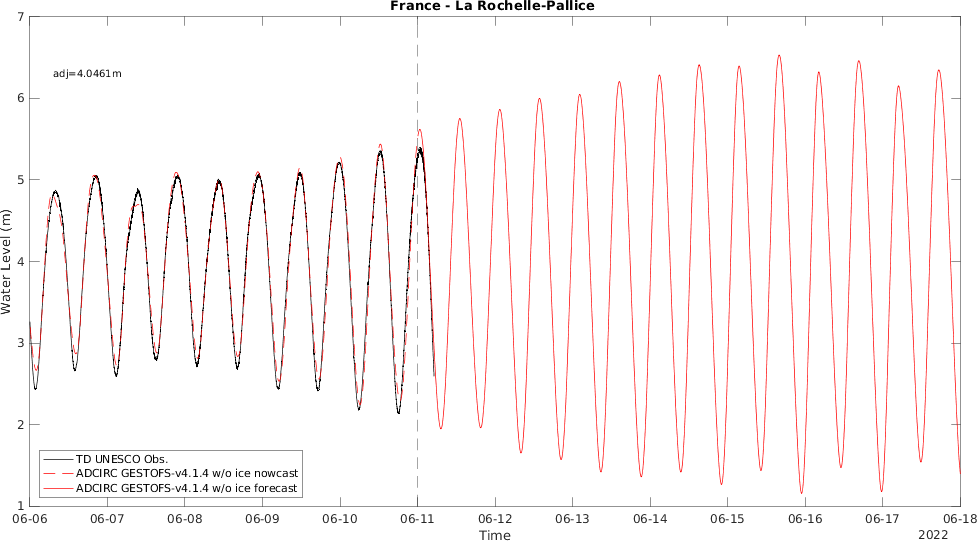 France - La Rochelle-Pallice
7
6
5
4
3
2
1
Water Level (m)
adj=4.0461m
TD UNESCO Obs.
ADCIRC GESTOFS-v4.1.4 w/o ice nowcast
ADCIRC GESTOFS-v4.1.4 w/o ice forecast
06-06 06-07 06-08 06-09 06-10 06-11 06-12 06-13 06-14 06-15 06-16 06-17 06-18
Time
2022